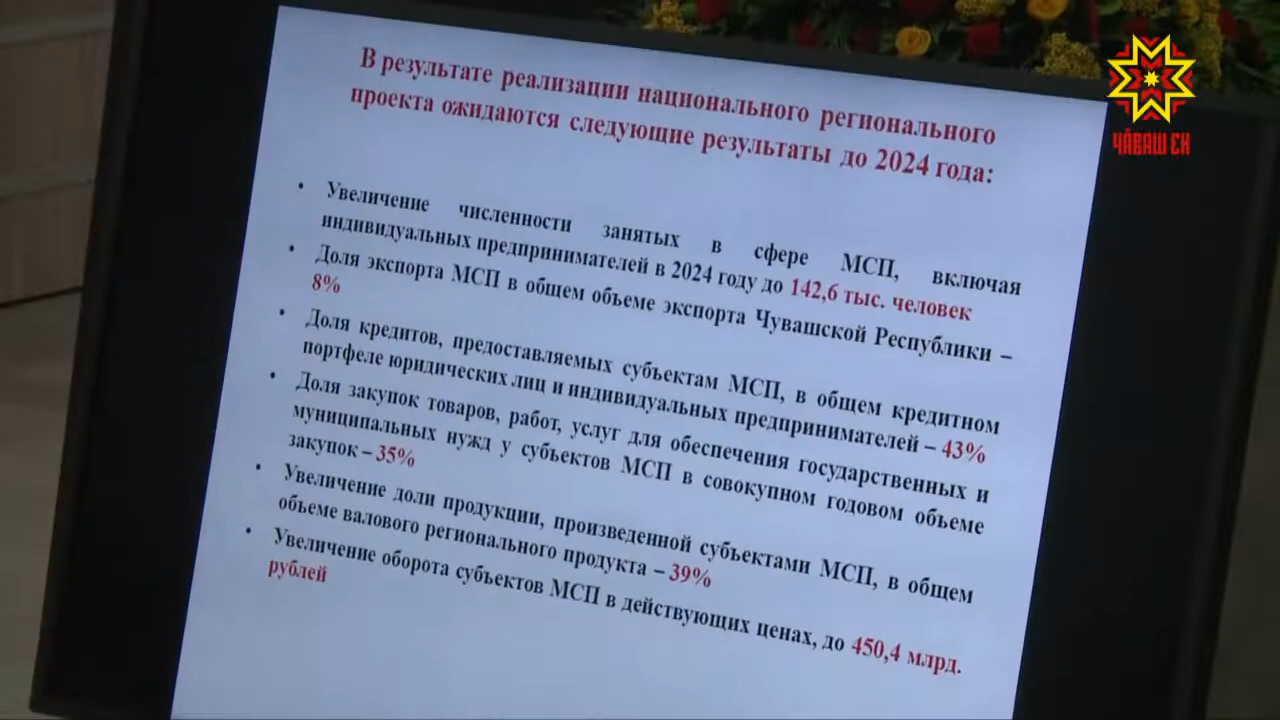 В результате реализации национального регионального
проекта ожидаются следующие результаты до 2024 года:
• Увеличение численности занятых в сфере МСП, включая
индивидуальных предпринимателей в 2024 году до 142,6 тыс. человек
• Доля экспорта МСП в общем объеме экспорта Чувашской Республики –
8%
• Доля кредитов, предоставляемых субъектам МСП, в общем кредитном
портфеле юридических лиц и индивидуальных предпринимателей – 43%
• Доля закупок товаров, работ, услуг для обеспечения государственных и
муниципальных нужд у субъектов МСП в совокупном годовом объеме
закупок – 35%
• Увеличение доли продукции, произведенной субъектами МСП, в общем
объеме валового регионального продукта – 39%
• Увеличение оборота субъектов МСП в действующих ценах, до 450,4 млрд.
рублей
ЧӐВАШ ЕН